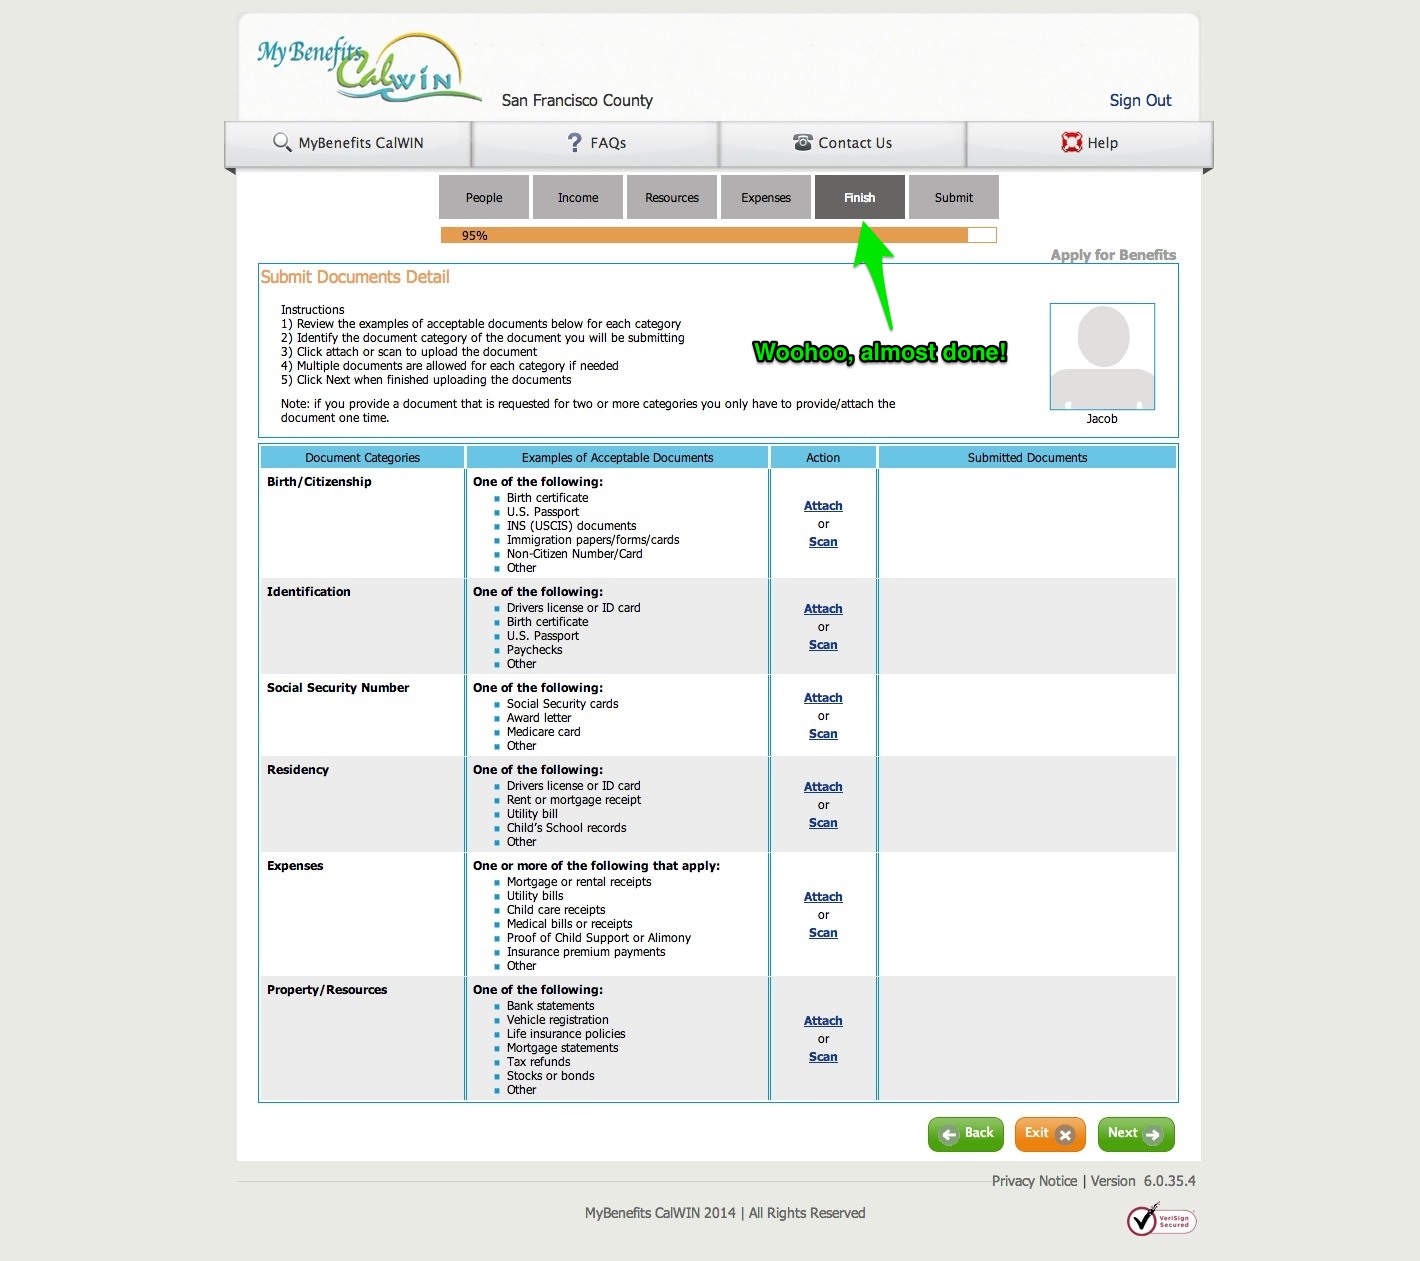 My Benefits
CalWIN
San Francisco County
Sign Out
MyBenefits CalWIN
FAQs
Contact Us
Help
People
Income
Resources
Expenses
Finish
Submit
95%
Apply for Benefits
Submit Documents Detail
Instructions
1) Review the examples of acceptable documents below for each category
2) Identify the document category of the document you will be submitting
3) Click attach or scan to upload the document
4) Multiple documents are allowed for each category if needed
5) Click Next when finished uploading the documents
Note: if you provide a document that is requested for two or more categories you only have to provide/attach the
document one time.
Woohoo, almost done!
Jacob
Document Categories
Examples of Acceptable Documents
Action
Submitted Documents
Birth/Citizenship
One of the following:
Birth certificate
U.S. Passport
INS (USCIS) documents
Immigration papers/forms/cards
Non-Citizen Number/Card
Other
Attach
or
Scan
Identification
One of the following:
Drivers license or ID card
Birth certificate
U.S. Passport
Paychecks
Other
Attach
or
Scan
Social Security Number
One of the following:
Social Security cards
Award letter
Medicare card
Other
Attach
or
Scan
Residency
One of the following:
Drivers license or ID card
Rent or mortgage receipt
Utility bill
Child's School records
Other
Attach
or
Scan
Expenses
One or more of the following that apply:
Mortgage or rental receipts
Utility bills
Child care receipts
Medical bills or receipts
Proof of Child Support or Alimony
Insurance premium payments
Other
Attach
or
Scan
Property/Resources
One of the following:
Bank statements
Vehicle registration
Life insurance policies
Mortgage statements
Tax refunds
Stocks or bonds
Other
Attach
or
Scan
Back
Exit
Next
Privacy Notice | Version 6.0.35.4
MyBenefits CalWIN 2014 | All Rights Reserved
VeriSign
Secured